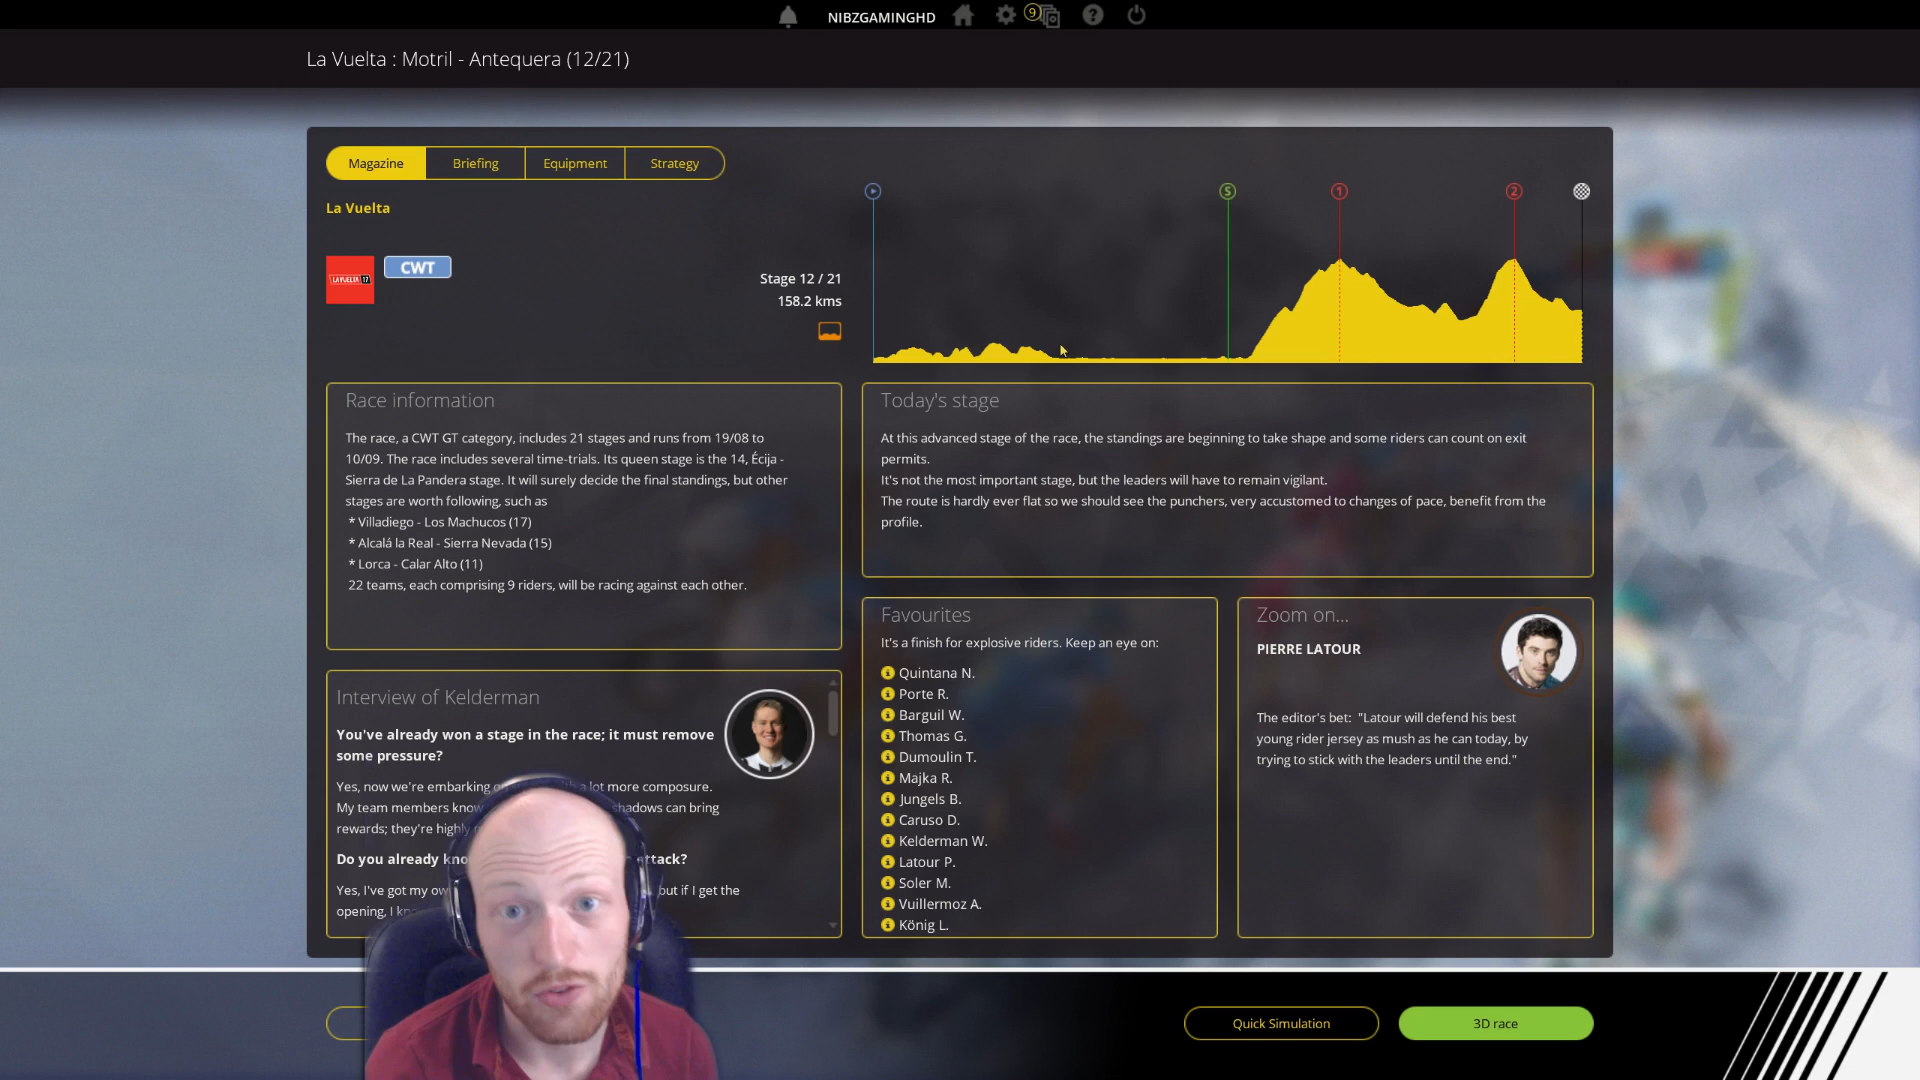 NIBZGAMINGHD
9
La Vuelta : Motril - Antequera (12/21)
Magazine
Briefing
Equipment
Strategy
La Vuelta
LA VUELTA 17
CWT
Stage 12 / 21
158.2 kms
S
1
2
Race information
The race, a CWT GT category, includes 21 stages and runs from 19/08 to
10/09. The race includes several time-trials. Its queen stage is the 14, Écija -
Sierra de La Pandera stage. It will surely decide the final standings, but other
stages are worth following, such as
* Villadiego - Los Machucos (17)
* Alcalá la Real - Sierra Nevada (15)
* Lorca - Calar Alto (11)
22 teams, each comprising 9 riders, will be racing against each other.
Today's stage
At this advanced stage of the race, the standings are beginning to take shape and some riders can count on exit
permits.
It's not the most important stage, but the leaders will have to remain vigilant.
The route is hardly ever flat so we should see the punchers, very accustomed to changes of pace, benefit from the
profile.
Interview of Kelderman
You've already won a stage in the race; it must remove
some pressure?
Yes, now we're embarking a lot more composure.
My team members know shadows can bring
rewards; they're highly
Do you already attack?
Yes, I've got my own but if I get the
opening, I
Favourites
It's a finish for explosive riders. Keep an eye on:
Quintana N.
Porte R.
Barguil W.
Thomas G.
Dumoulin T.
Majka R.
Jungels B.
Caruso D.
Kelderman W.
Latour P.
Soler M.
Vuillermoz A.
König L.
Zoom on...
PIERRE LATOUR
The editor's bet: "Latour will defend his best
young rider jersey as mush as he can today, by
trying to stick with the leaders until the end."
Quick Simulation
3D race